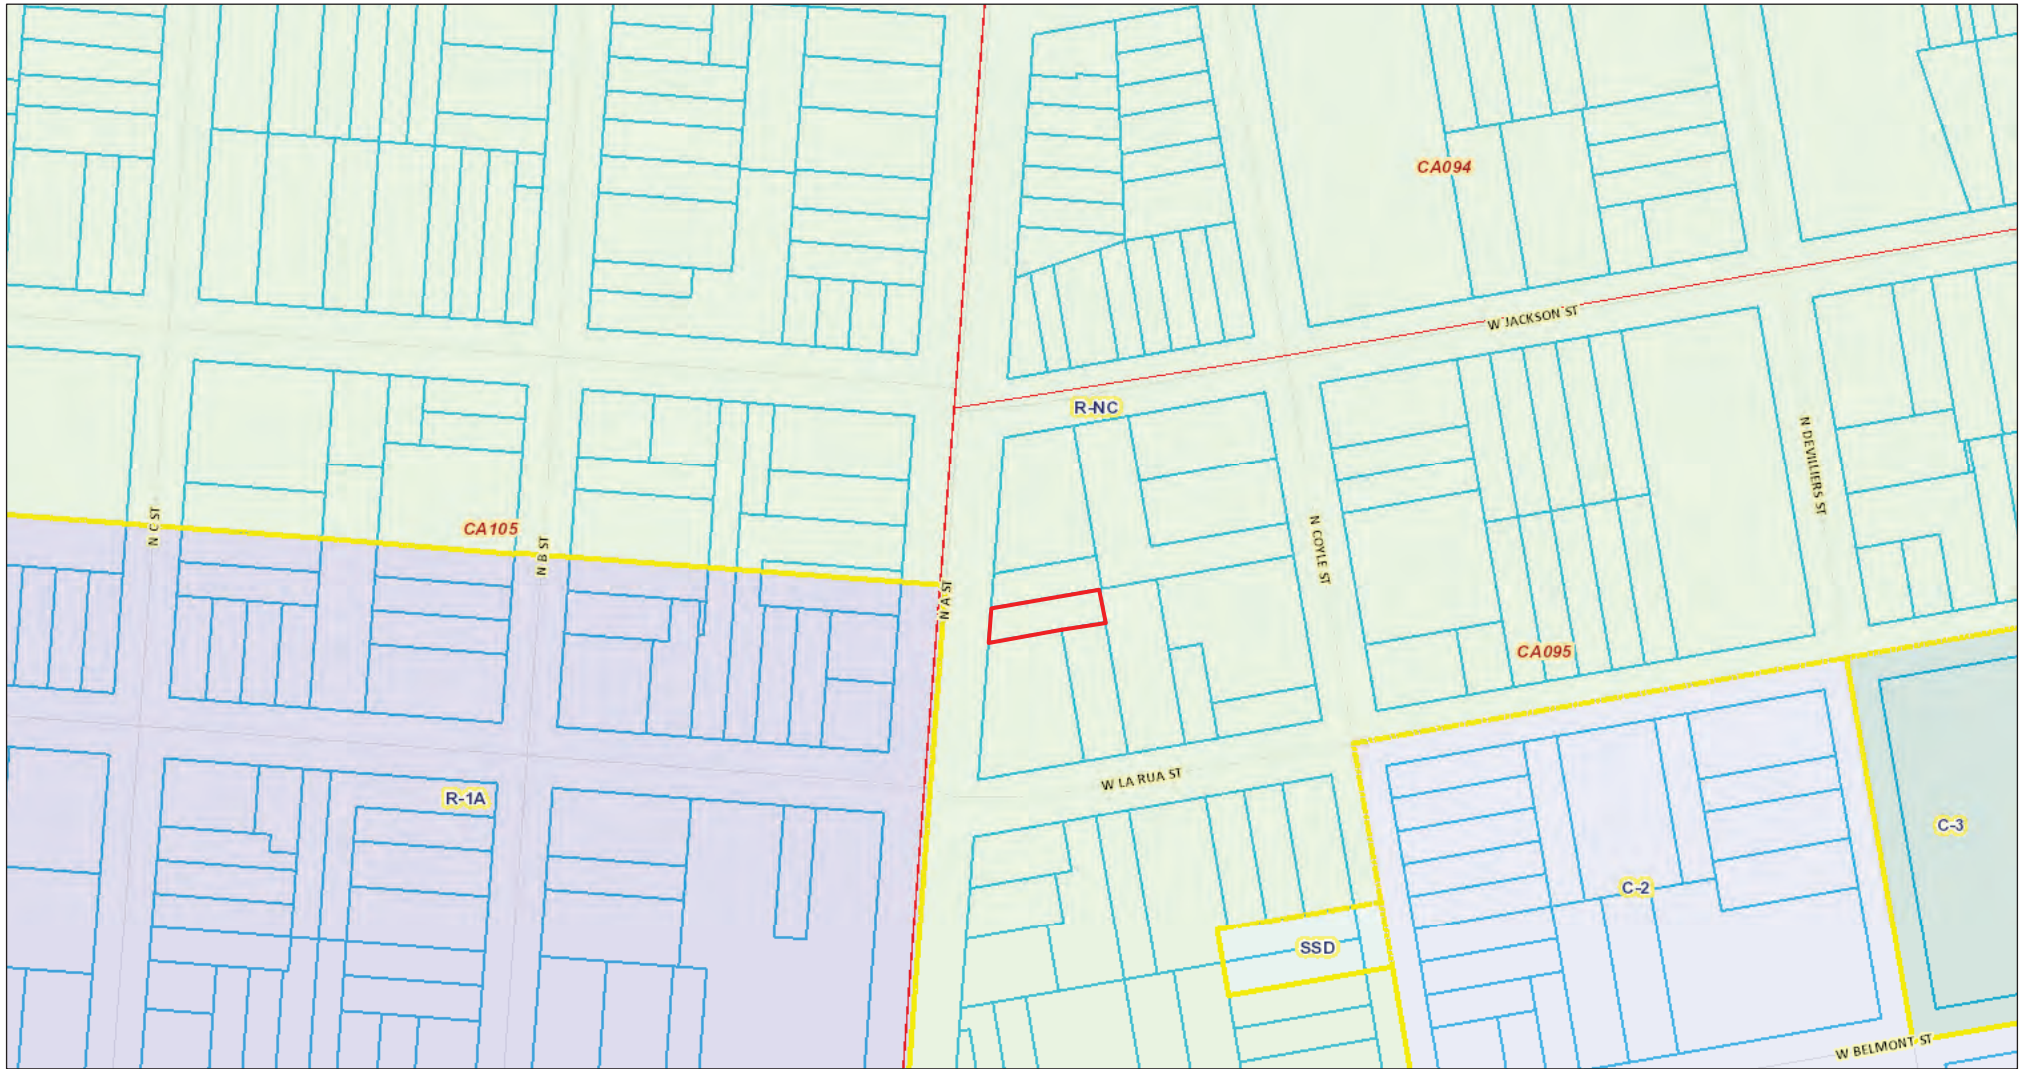 CA094
W JACKSON ST
R-NC
N DEVILLIERS ST
N C ST
CA105
N B ST
N COYLE ST
N A ST
CA095
W LA RUA ST
R-1A
C-3
C-2
SSD
W BELMONT ST